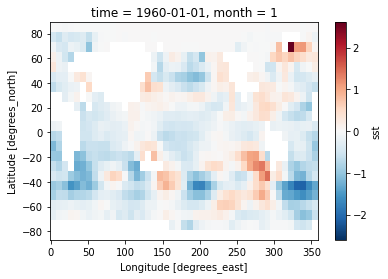 time = 1960-01-01, month = 1
80
60
40
20
0
−20
−40
−60
−80
Latitude [degrees_north]
0 50 100 150 200 250 300 350
Longitude [degrees_east]
2
1
0
−1
−2
sst